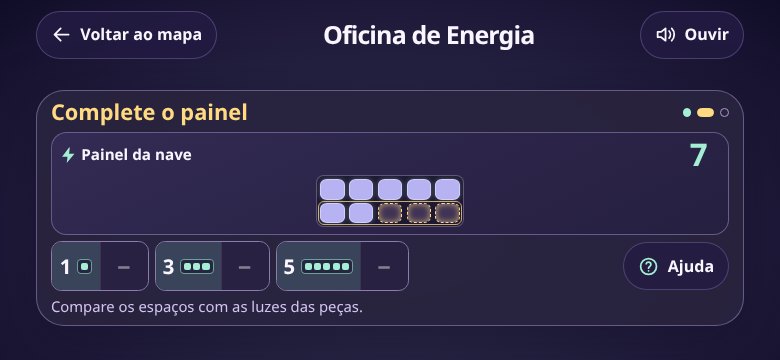 Voltar ao mapa
Oficina de Energia
Ouvir
Complete o painel
Painel da nave
7
1 –
3 –
5 –
Ajuda
Compare os espaços com as luzes das peças.